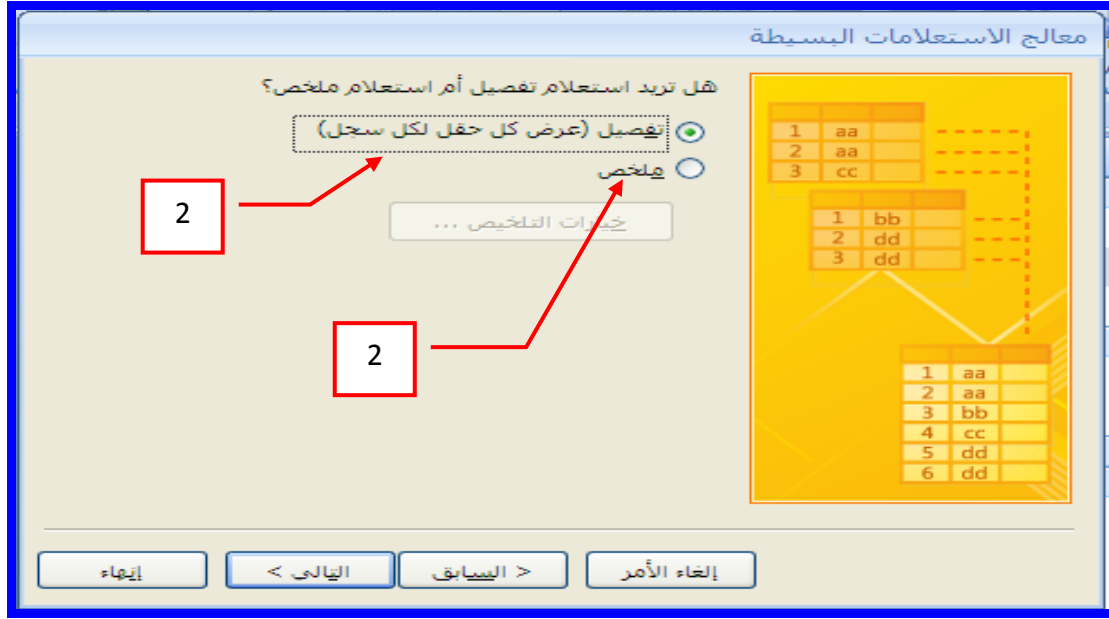 معالج الاستعلامات البسيطة
هل تريد استعلام تفصيل أم استعلام ملخص؟
تفصيل (عرض كل حقل لكل سجل)
ملخص
خيارات التلخيص ...
2
2
1 aa
2 aa
3 cc
1 bb
2 dd
3 dd
1 aa
2 aa
3 bb
4 cc
5 dd
6 dd
إلغاء الأمر
< السابق
التالي >
إنهاء